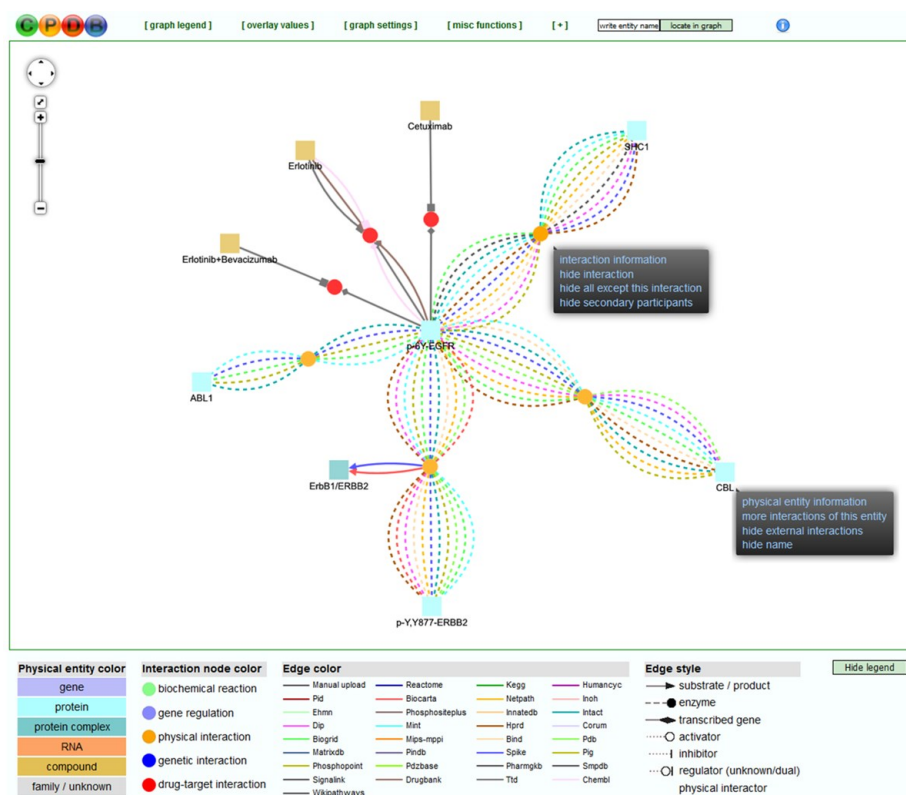 C P D B
[ graph legend ] [ overlay values ] [ graph settings ] [ misc functions ] [ + ] write entity name locate in graph i
Cetuximab
SHC1
Erlotinib
Erlotinib+Bevacizumab
interaction information
hide interaction
hide all except this interaction
hide secondary participants
p-6Y-EGFR
ABL1
ErbB1/ERBB2
CBL
physical entity information
more interactions of this entity
hide external interactions
hide name
p-Y,Y877-ERBB2
Physical entity color
gene
protein
protein complex
RNA
compound
family / unknown
Interaction node color
biochemical reaction
gene regulation
physical interaction
genetic interaction
drug-target interaction
Edge color
Manual upload Reactome Kegg Humancyc
Pid Biocarta Netpath Inoh
Ehmn Phosphositeplus Innatedb Intact
Dip Mint Hprd Corum
Biogrid Mips-mppi Bind Pdb
Matrixdb Pindb Spike Pig
Phosphopoint Pdzbase Pharmgkb Smpdb
Signalink Drugbank Ttd Chembl
Wikipathways
Edge style
substrate / product
enzyme
transcribed gene
activator
inhibitor
regulator (unknown/dual)
physical interactor
Hide legend